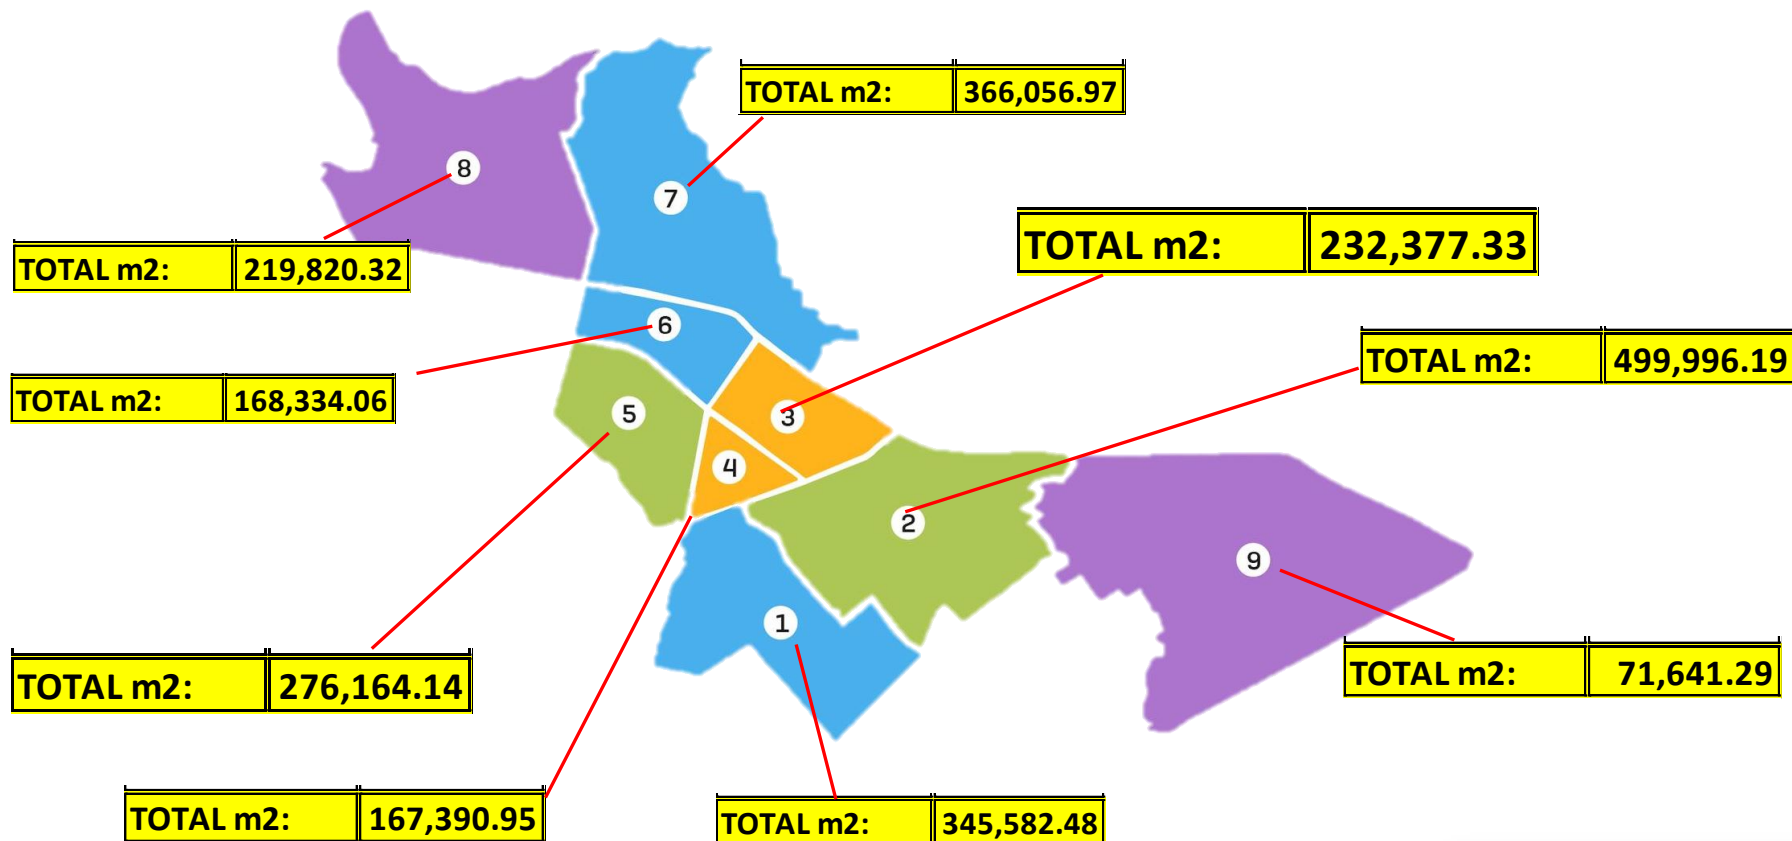 TOTAL m2: 366,056.97
8
7
TOTAL m2: 232,377.33
TOTAL m2: 219,820.32
6
TOTAL m2: 499,996.19
TOTAL m2: 168,334.06
5
3
4
2
9
1
TOTAL m2: 276,164.14
TOTAL m2: 71,641.29
TOTAL m2: 167,390.95
TOTAL m2: 345,582.48